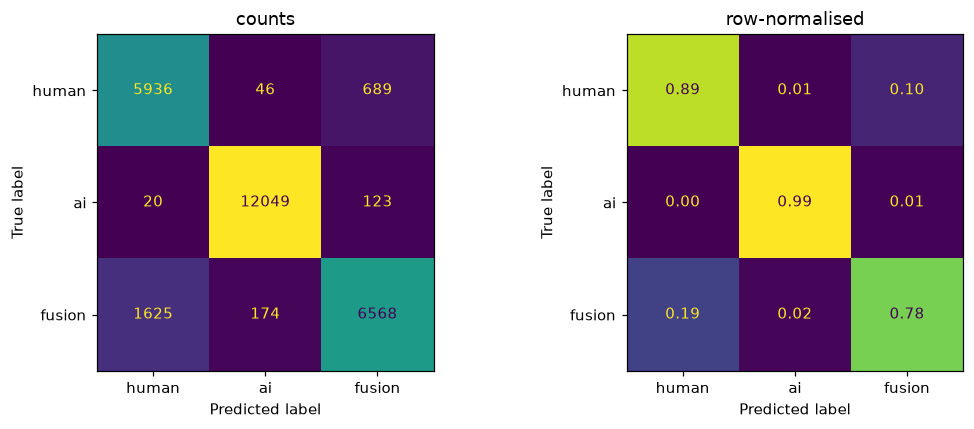 counts
row-normalised
True label
human
ai
fusion
5936 46 689
20 12049 123
1625 174 6568
human ai fusion
Predicted label
True label
human
ai
fusion
0.89 0.01 0.10
0.00 0.99 0.01
0.19 0.02 0.78
human ai fusion
Predicted label